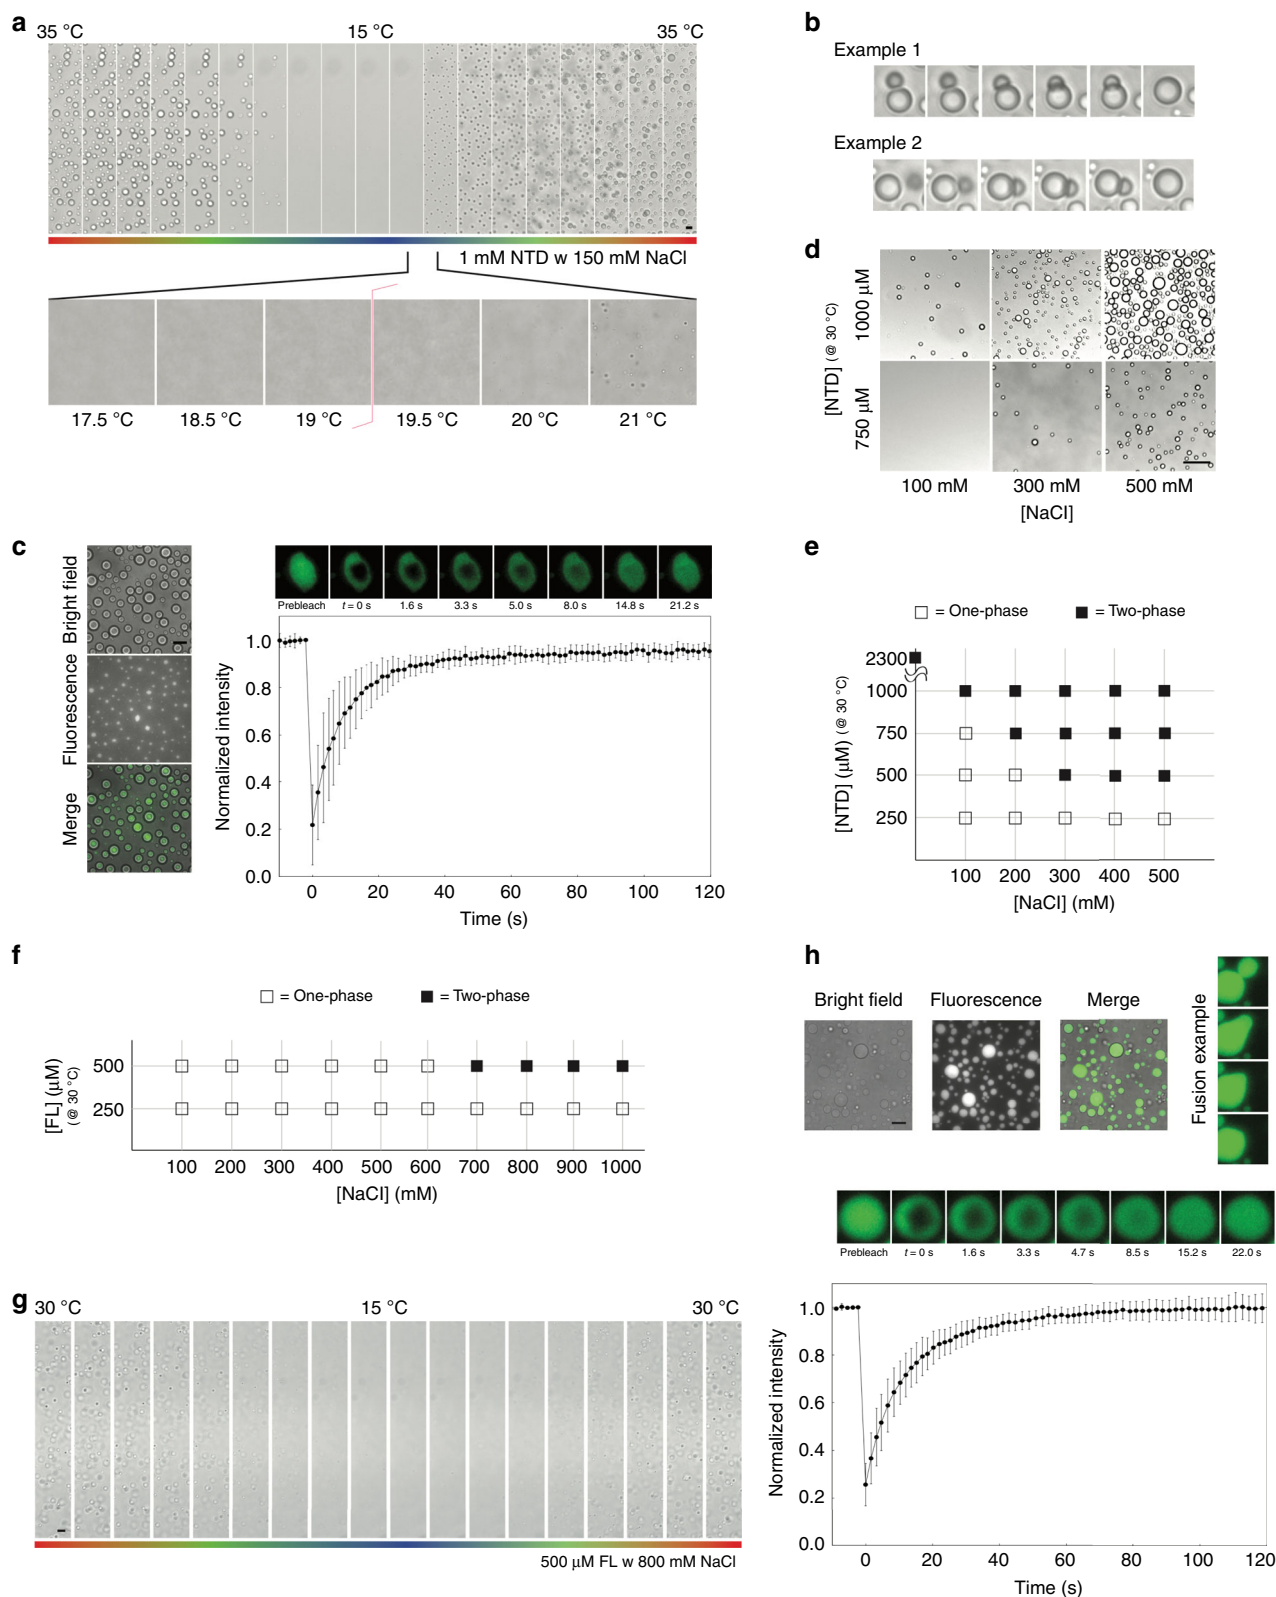 a
35 °C 15 °C 35 °C
1 mM NTD w 150 mM NaCl
17.5 °C 18.5 °C 19 °C 19.5 °C 20 °C 21 °C
b
Example 1
Example 2
d
[NTD] (@ 30 °C)
1000 μM
750 μM
100 mM 300 mM 500 mM
[NaCl]
c
Bright field
Fluorescence
Merge
Prebleach t = 0 s 1.6 s 3.3 s 5.0 s 8.0 s 14.8 s 21.2 s
Normalized intensity
1.0
0.8
0.6
0.4
0.2
0.0
0 20 40 60 80 100 120
Time (s)
e
= One-phase = Two-phase
[NTD] (μM) (@ 30 °C)
2300
1000
750
500
250
100 200 300 400 500
[NaCl] (mM)
f
= One-phase = Two-phase
[FL] (μM)
(@ 30 °C)
500
250
100 200 300 400 500 600 700 800 900 1000
[NaCl] (mM)
g
30 °C 15 °C 30 °C
500 μM FL w 800 mM NaCl
h
Bright field Fluorescence Merge
Fusion example
Prebleach t = 0 s 1.6 s 3.3 s 4.7 s 8.5 s 15.2 s 22.0 s
Normalized intensity
1.0
0.8
0.6
0.4
0.2
0.0
0 20 40 60 80 100 120
Time (s)